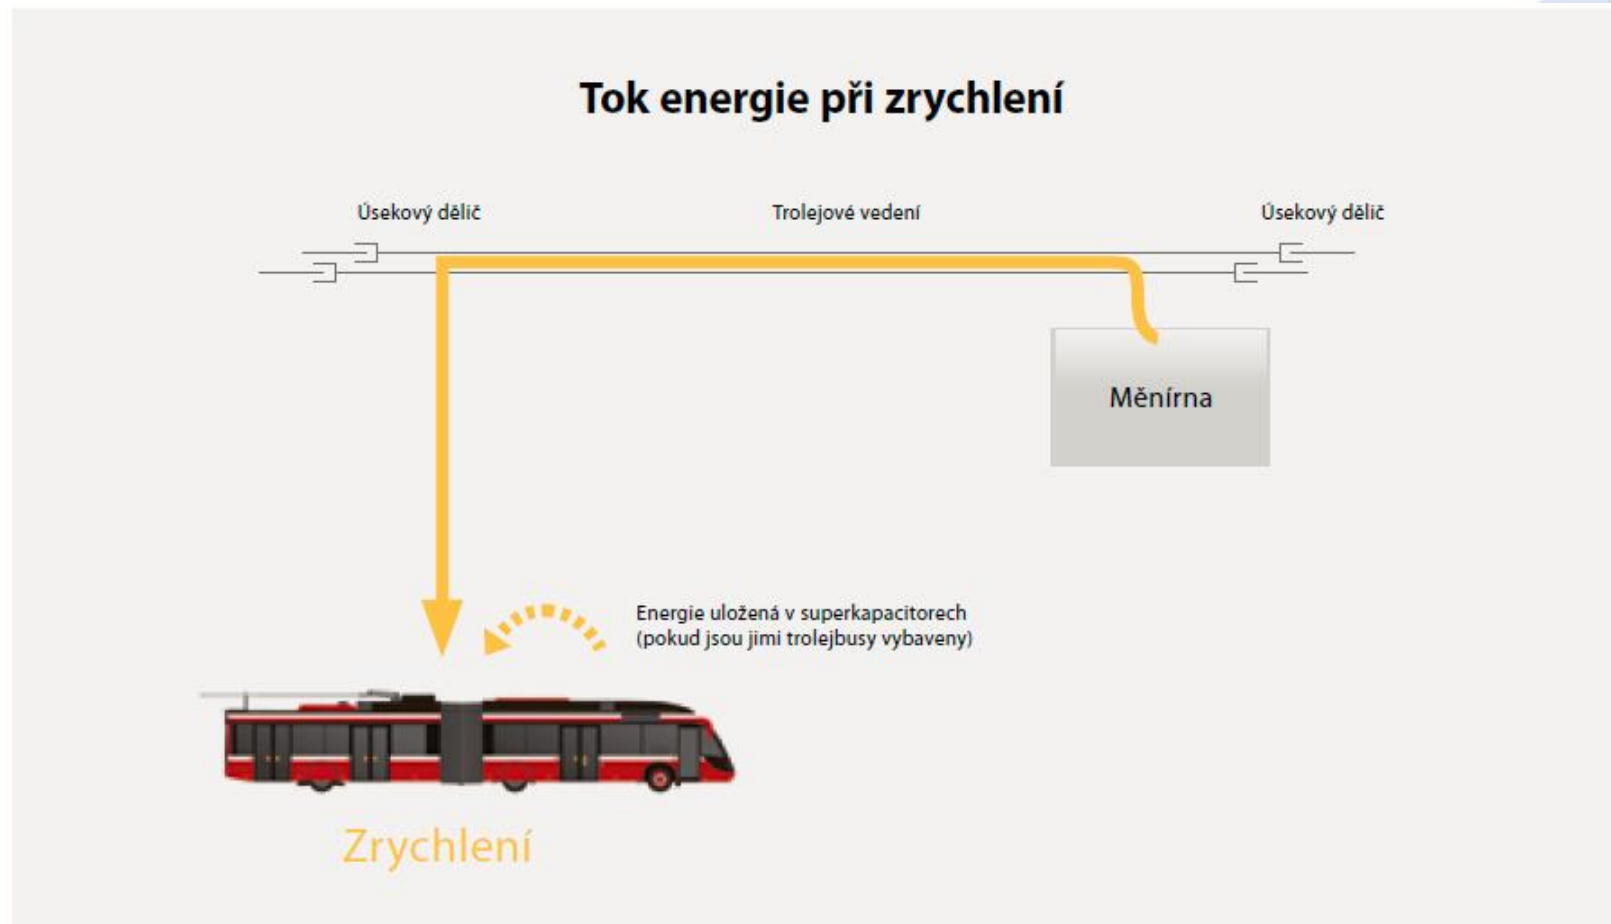 Tok energie při zrychlení
Úsekový dělič
Trolejové vedení
Úsekový dělič
Měnírna
Energie uložená v superkapacitorech
(pokud jsou jimi trolejbusy vybaveny)
Zrychlení